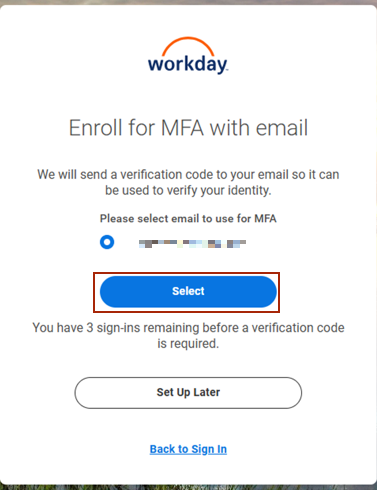 workday
Enroll for MFA with email
We will send a verification code to your email so it can
be used to verify your identity.
Please select email to use for MFA
Select
You have 3 sign-ins remaining before a verification code
is required.
Set Up Later
Back to Sign In